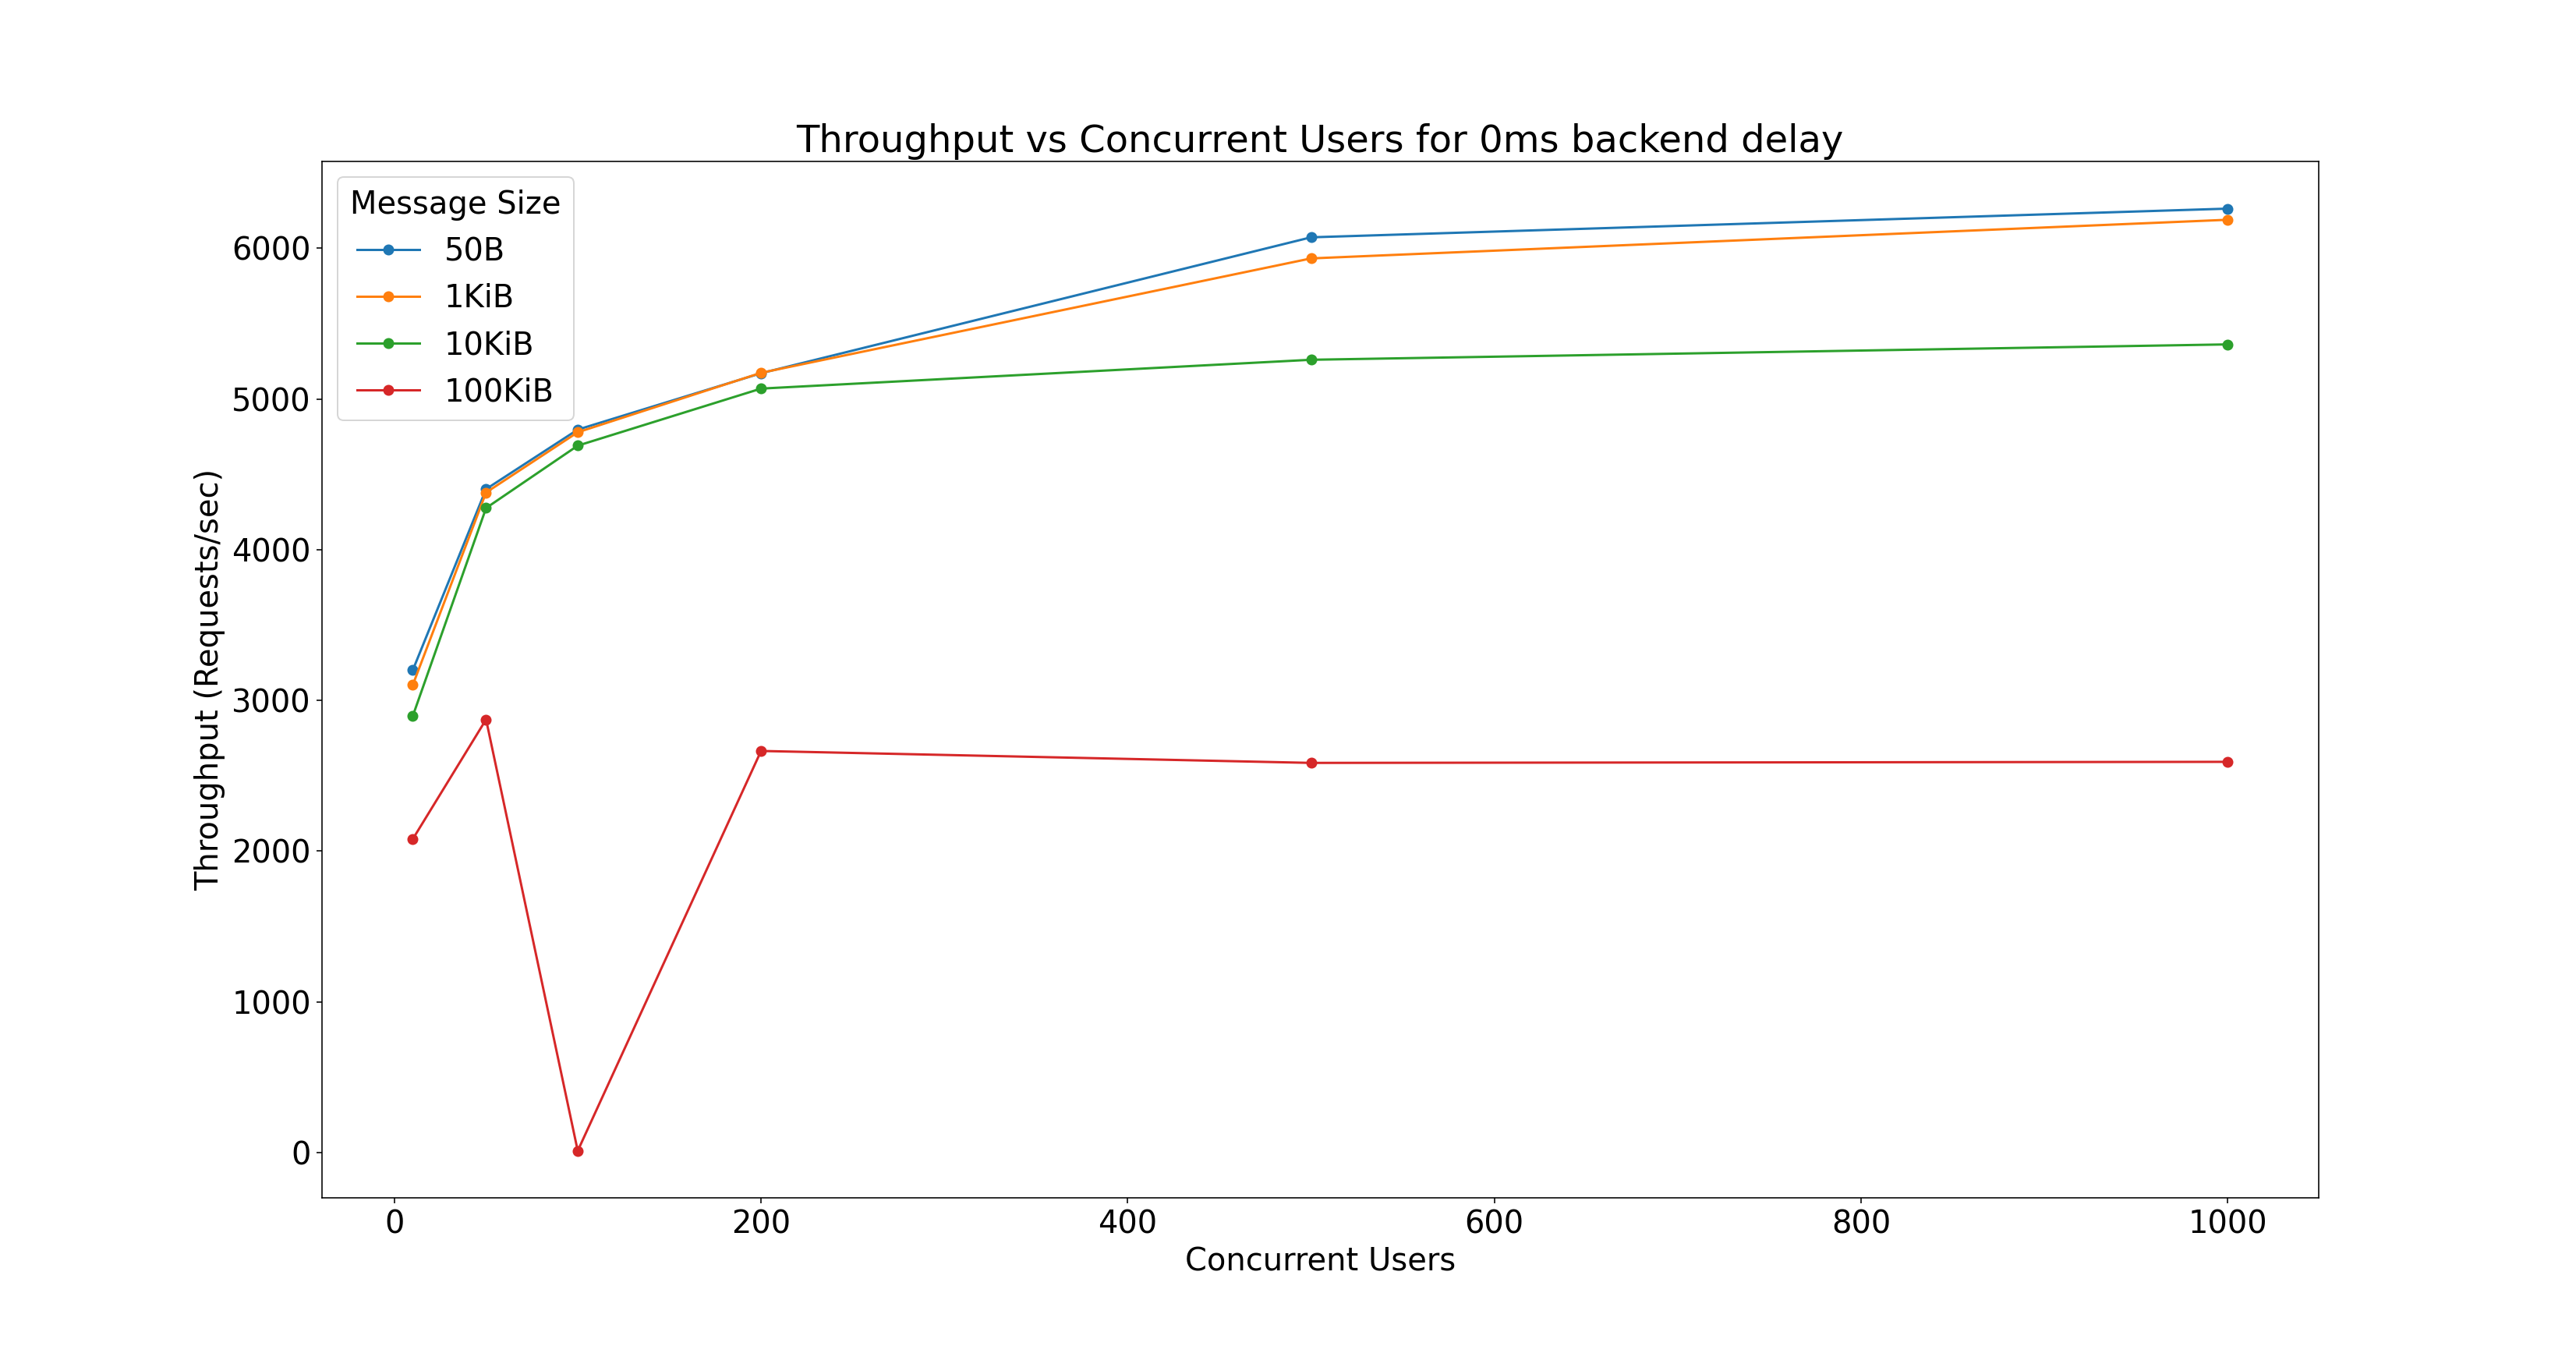 Throughput vs Concurrent Users for 0ms backend delay
Message Size
50B
1KiB
10KiB
100KiB
Throughput (Requests/sec)
6000
5000
4000
3000
2000
1000
0
0 200 400 600 800 1000
Concurrent Users